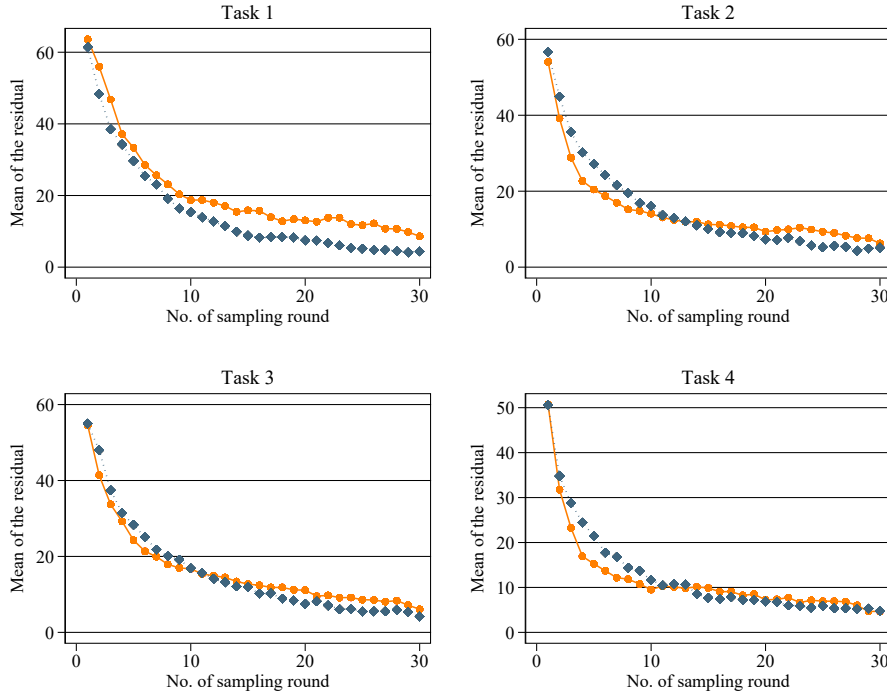 Task 1
Mean of the residual
60
40
20
0
0 10 20 30
No. of sampling round
Task 2
Mean of the residual
60
40
20
0
0 10 20 30
No. of sampling round
Task 3
Mean of the residual
60
40
20
0
0 10 20 30
No. of sampling round
Task 4
Mean of the residual
50
40
30
20
10
0
0 10 20 30
No. of sampling round